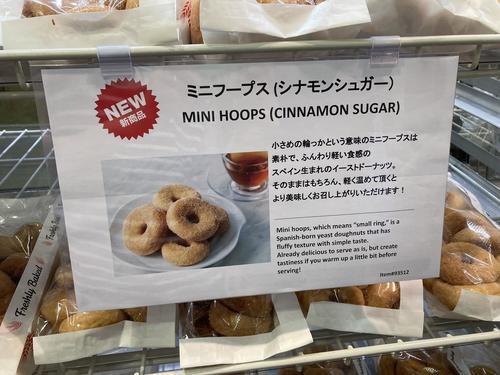 NEW
新商品
ミニフープス (シナモンシュガー)
MINI HOOPS (CINNAMON SUGAR)
小さめの輪っかという意味のミニフープスは
素朴で、ふんわり軽い食感の
スペイン生まれのイーストドーナッツ。
そのままはもちろん、軽く温めて頂くと
より美味しくお召し上がりいただけます！
Mini hoops, which means "small ring," is a
Spanish-born yeast doughnuts that has
fluffy texture with simple taste.
Already delicious to serve as is, but create
tastiness if you warm up a little bit before
serving!
Item#93512
Freshly Baked
Freshly